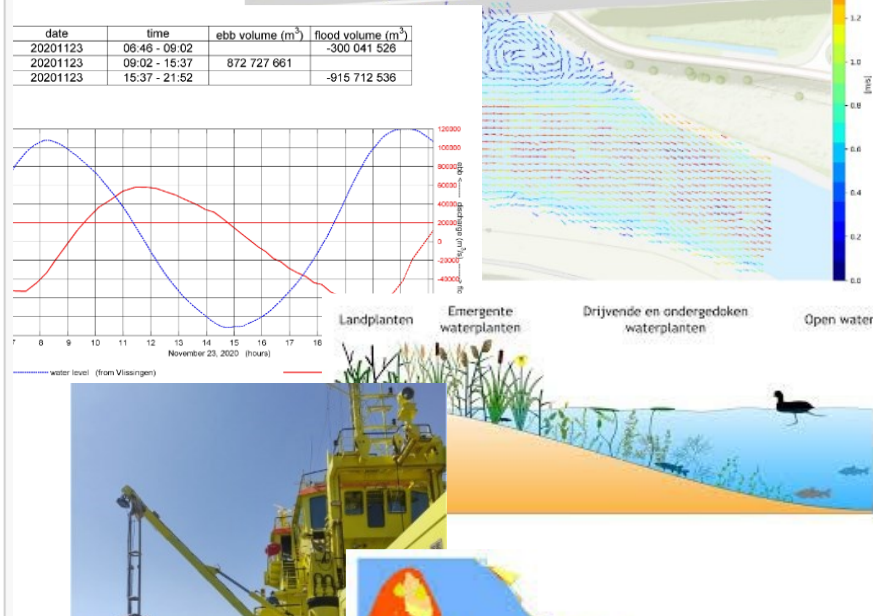 date time ebb volume (m³) flood volume (m³)
20201123 06:46 - 09:02 -300 041 526
20201123 09:02 - 15:37 872 727 661
20201123 15:37 - 21:52 -915 712 536
1.2
1.0
0.8
0.6
0.4
0.2
0.0
[m/s]
120000
100000
80000
60000
40000
20000
0
-20000
-40000
ebb <
discharge (m³/s)
7 8 9 10 11 12 13 14 15 16 17 18
November 23, 2020 (hours)
water level (from Vlissingen)
Landplanten
Emergente
waterplanten
Drijvende en ondergedoken
waterplanten
Open water